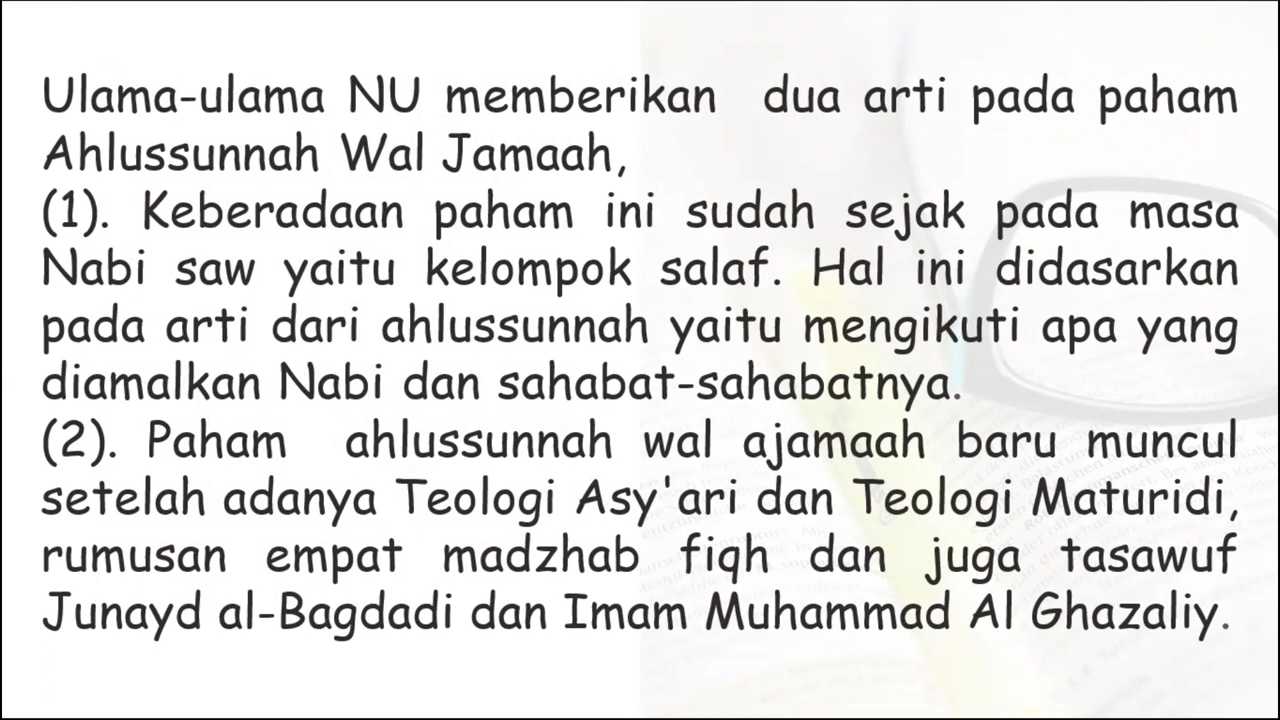 Ulama-ulama NU memberikan dua arti pada paham
Ahlussunnah Wal Jamaah,
(1). Keberadaan paham ini sudah sejak pada masa
Nabi saw yaitu kelompok salaf. Hal ini didasarkan
pada arti dari ahlussunnah yaitu mengikuti apa yang
diamalkan Nabi dan sahabat-sahabatnya.
(2). Paham ahlussunnah wal ajamaah baru muncul
setelah adanya Teologi Asy'ari dan Teologi Maturidi,
rumusan empat madzhab fiqh dan juga tasawuf
Junayd al-Bagdadi dan Imam Muhammad Al Ghazaliy.